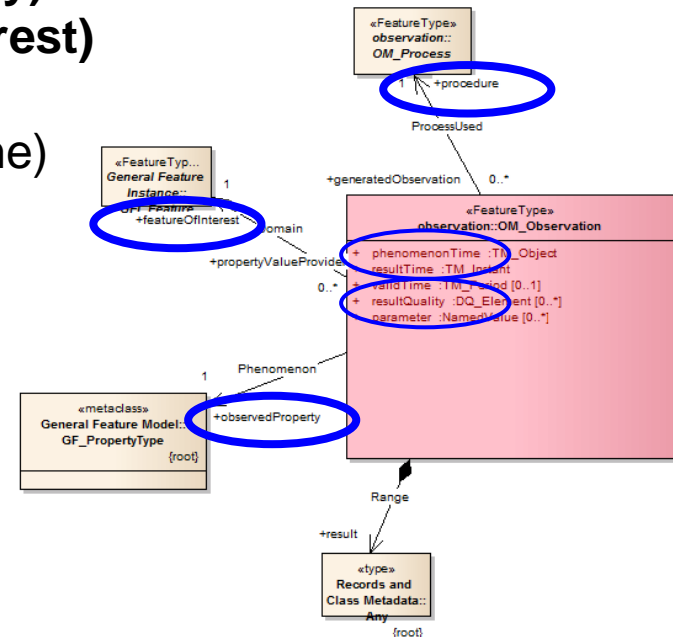 y)
rest)
ne)
«FeatureType»
observation::
OM_Process
1
+procedure
ProcessUsed
+generatedObservation
0..*
«FeatureTyp...
General Feature
Instance::
GFI_Feature
1
+featureOfInterest
Domain
+propertyValueProvider
0..*
«FeatureType»
observation::OM_Observation
+ phenomenonTime :TM_Object
+ resultTime :TM_Instant
+ validTime :TM_Period [0..1]
+ resultQuality :DQ_Element [0..*]
+ parameter :NamedValue [0..*]
Phenomenon
1
+observedProperty
«metaclass»
General Feature Model::
GF_PropertyType
{root}
Range
+result
«type»
Records and
Class Metadata::
Any
{root}